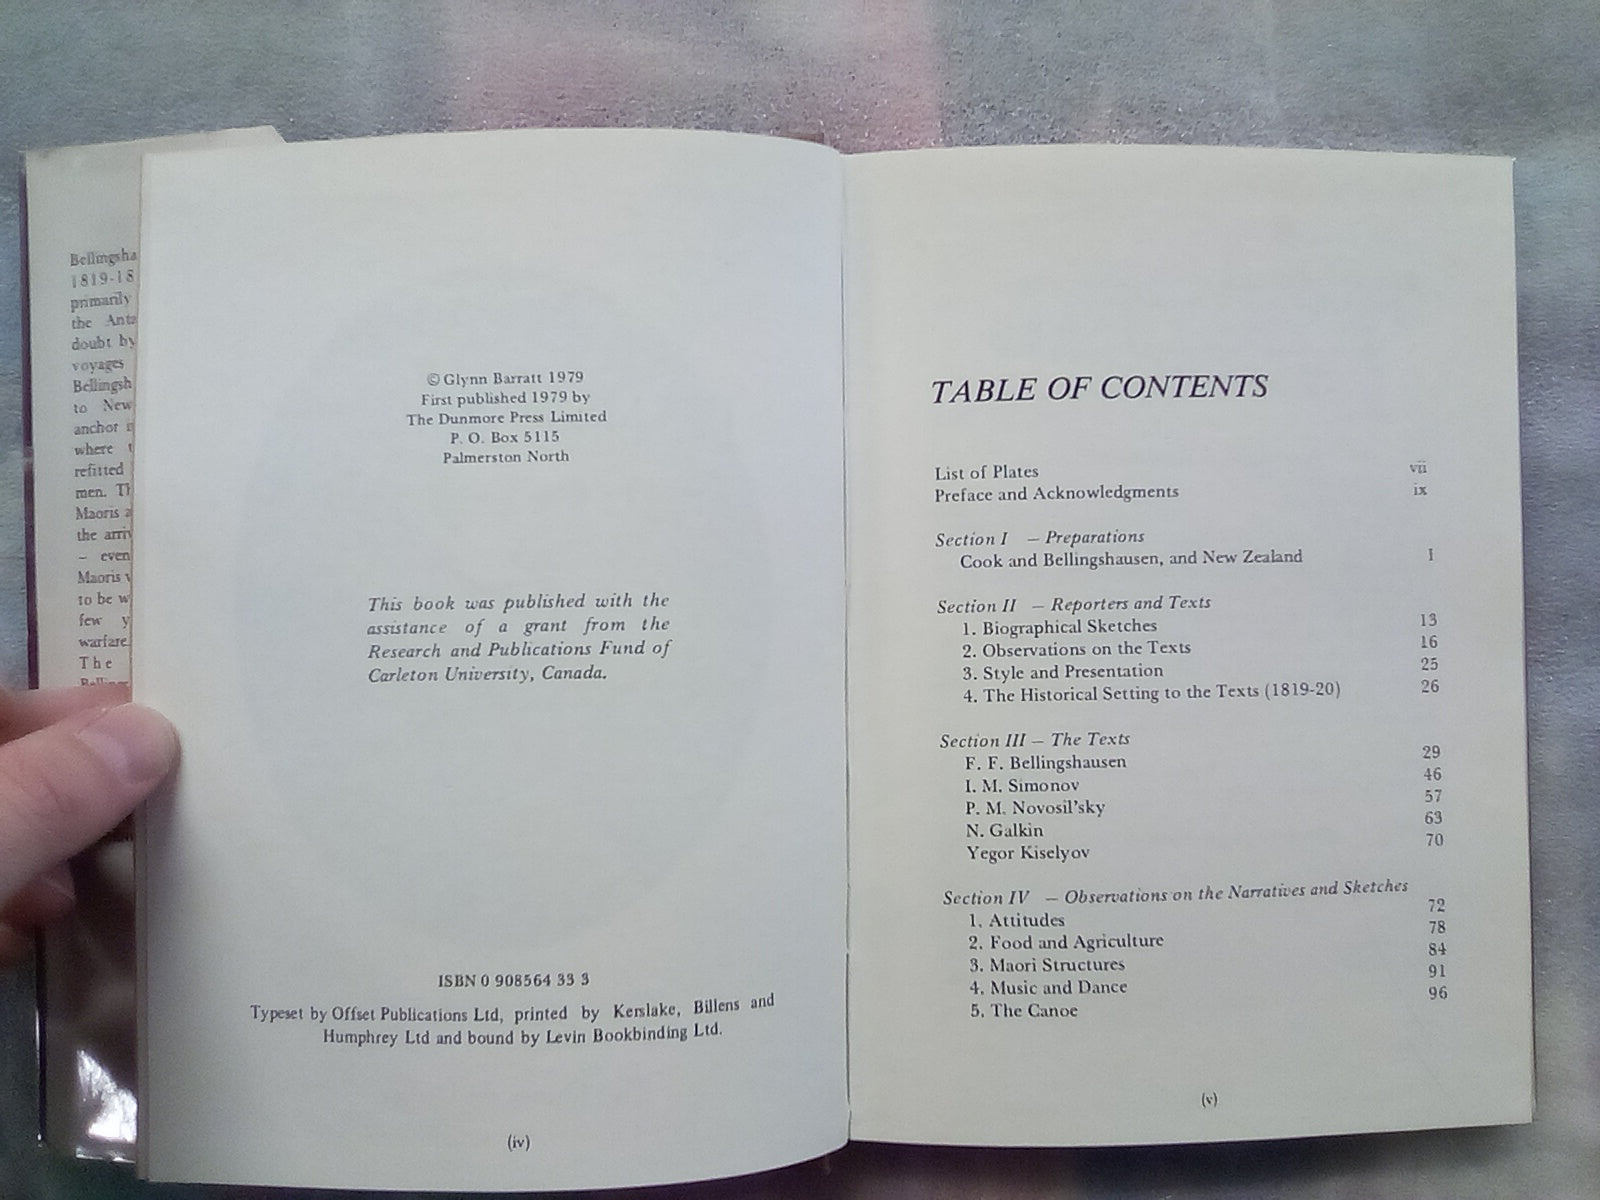 Bellingsha
1819-18
primarily
the Anta
doubt by
voyages
Bellingsh
to New
anchor
where
refitted
men.
Maoris a
the arriv
– even
Maoris
to be w
few y
warfare.
The
© Glynn Barratt 1979
First published 1979 by
The Dunmore Press Limited
P. O. Box 5115
Palmerston North
This book was published with the
assistance of a grant from the
Research and Publications Fund of
Carleton University, Canada.
ISBN 0 908564 33 3
Typeset by Offset Publications Ltd, printed by Kerslake, Billens and
Humphrey Ltd and bound by Levin Bookbinding Ltd.
(iv)
TABLE OF CONTENTS
List of Plates vii
Preface and Acknowledgments ix
Section I – Preparations
Cook and Bellingshausen, and New Zealand I
Section II – Reporters and Texts
1. Biographical Sketches 13
2. Observations on the Texts 16
3. Style and Presentation 25
4. The Historical Setting to the Texts (1819-20) 26
Section III – The Texts
F. F. Bellingshausen 29
I. M. Simonov 46
P. M. Novosil'sky 57
N. Galkin 63
Yegor Kiselyov 70
Section IV – Observations on the Narratives and Sketches
1. Attitudes 72
2. Food and Agriculture 78
3. Maori Structures 84
4. Music and Dance 91
5. The Canoe 96
(v)